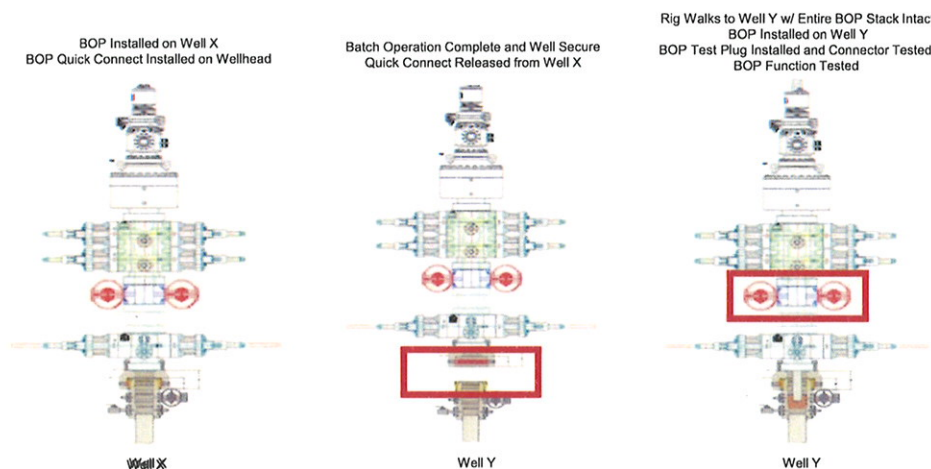 BOP Installed on Well X
BOP Quick Connect Installed on Wellhead
Well X
Batch Operation Complete and Well Secure
Quick Connect Released from Well X
Well Y
Rig Walks to Well Y w/ Entire BOP Stack Intac
BOP Installed on Well Y
BOP Test Plug Installed and Connector Tested
BOP Function Tested
Well Y